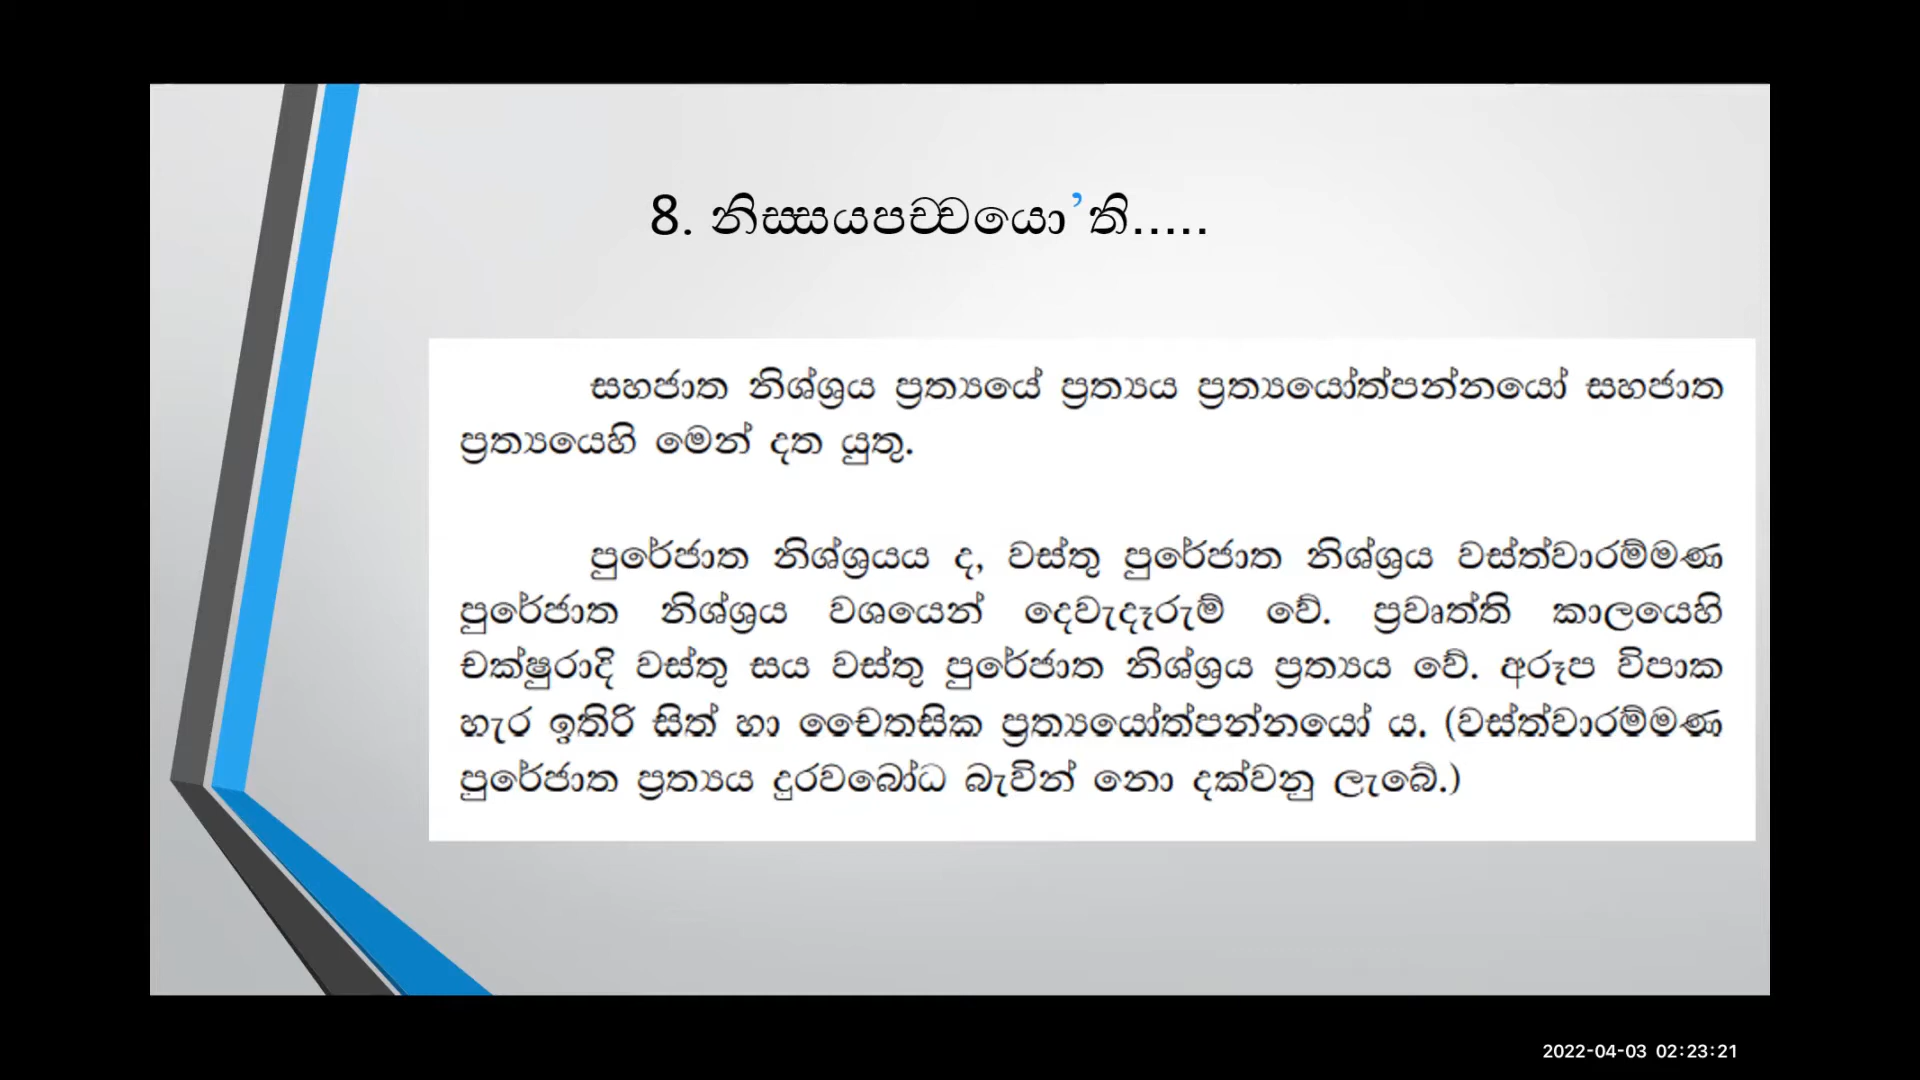 8. නිස්සයපච්චයො’ති.....
සහජාත නිශ්ශ්‍රය ප්‍රත්‍යයේ ප්‍රත්‍යය ප්‍රත්‍යයෝත්පන්නයෝ සහජාත
ප්‍රත්‍යයෙහි මෙන් දත යුතු.
පුරේජාත නිශ්ශ්‍රයය ද, වස්තු පුරේජාත නිශ්ශ්‍රය වස්ත්වාරම්මණ
පුරේජාත නිශ්ශ්‍රය වශයෙන් දෙවැදෑරුම් වේ. ප්‍රවෘත්ති කාලයෙහි
චක්ෂුරාදි වස්තු සය වස්තු පුරේජාත නිශ්ශ්‍රය ප්‍රත්‍යය වේ. අරූප විපාක
හැර ඉතිරි සිත් හා චෛතසික ප්‍රත්‍යයෝත්පන්නයෝ ය. (වස්ත්වාරම්මණ
පුරේජාත ප්‍රත්‍යය දුරවබෝධ බැවින් නො දක්වනු ලැබේ.)
2022-04-03 02:23:21